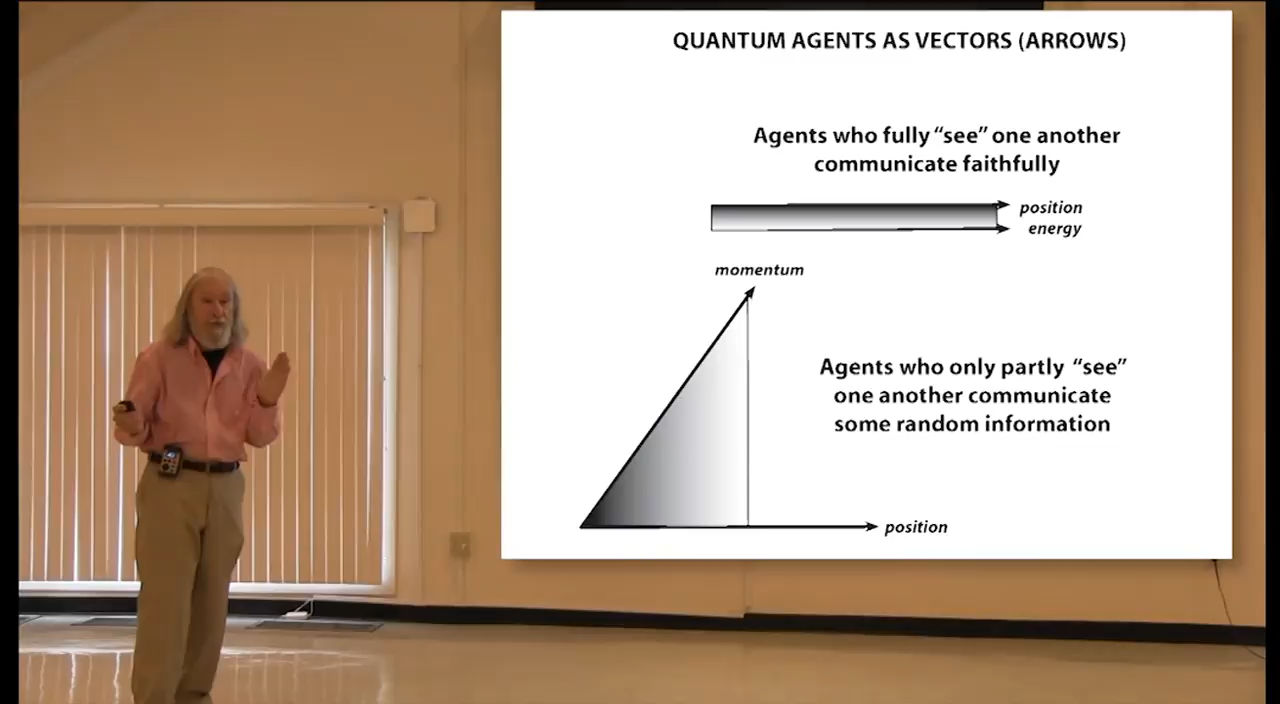 QUANTUM AGENTS AS VECTORS (ARROWS)
Agents who fully “see” one another
communicate faithfully
position
energy
momentum
Agents who only partly “see”
one another communicate
some random information
position